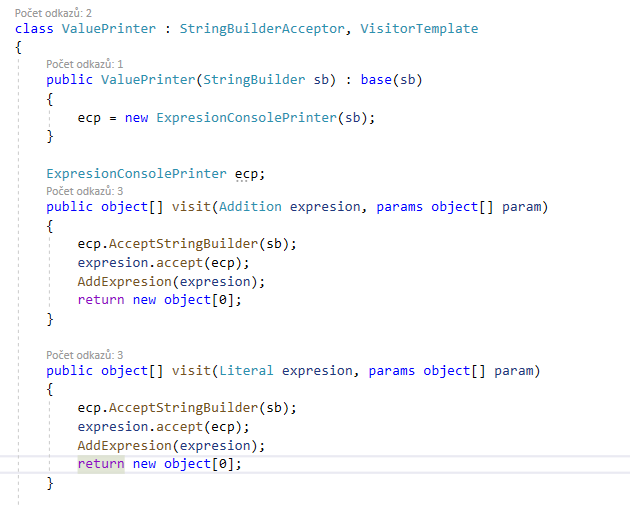 Počet odkazů: 2
class ValuePrinter : StringBuilderAcceptor, VisitorTemplate
{
Počet odkazů: 1
public ValuePrinter(StringBuilder sb) : base(sb)
{
ecp = new ExpresionConsolePrinter(sb);
}
ExpresionConsolePrinter ecp;
Počet odkazů: 3
public object[] visit(Addition expresion, params object[] param)
{
ecp.AcceptStringBuilder(sb);
expresion.accept(ecp);
AddExpresion(expresion);
return new object[0];
}
Počet odkazů: 3
public object[] visit(Literal expresion, params object[] param)
{
ecp.AcceptStringBuilder(sb);
expresion.accept(ecp);
AddExpresion(expresion);
return new object[0];
}